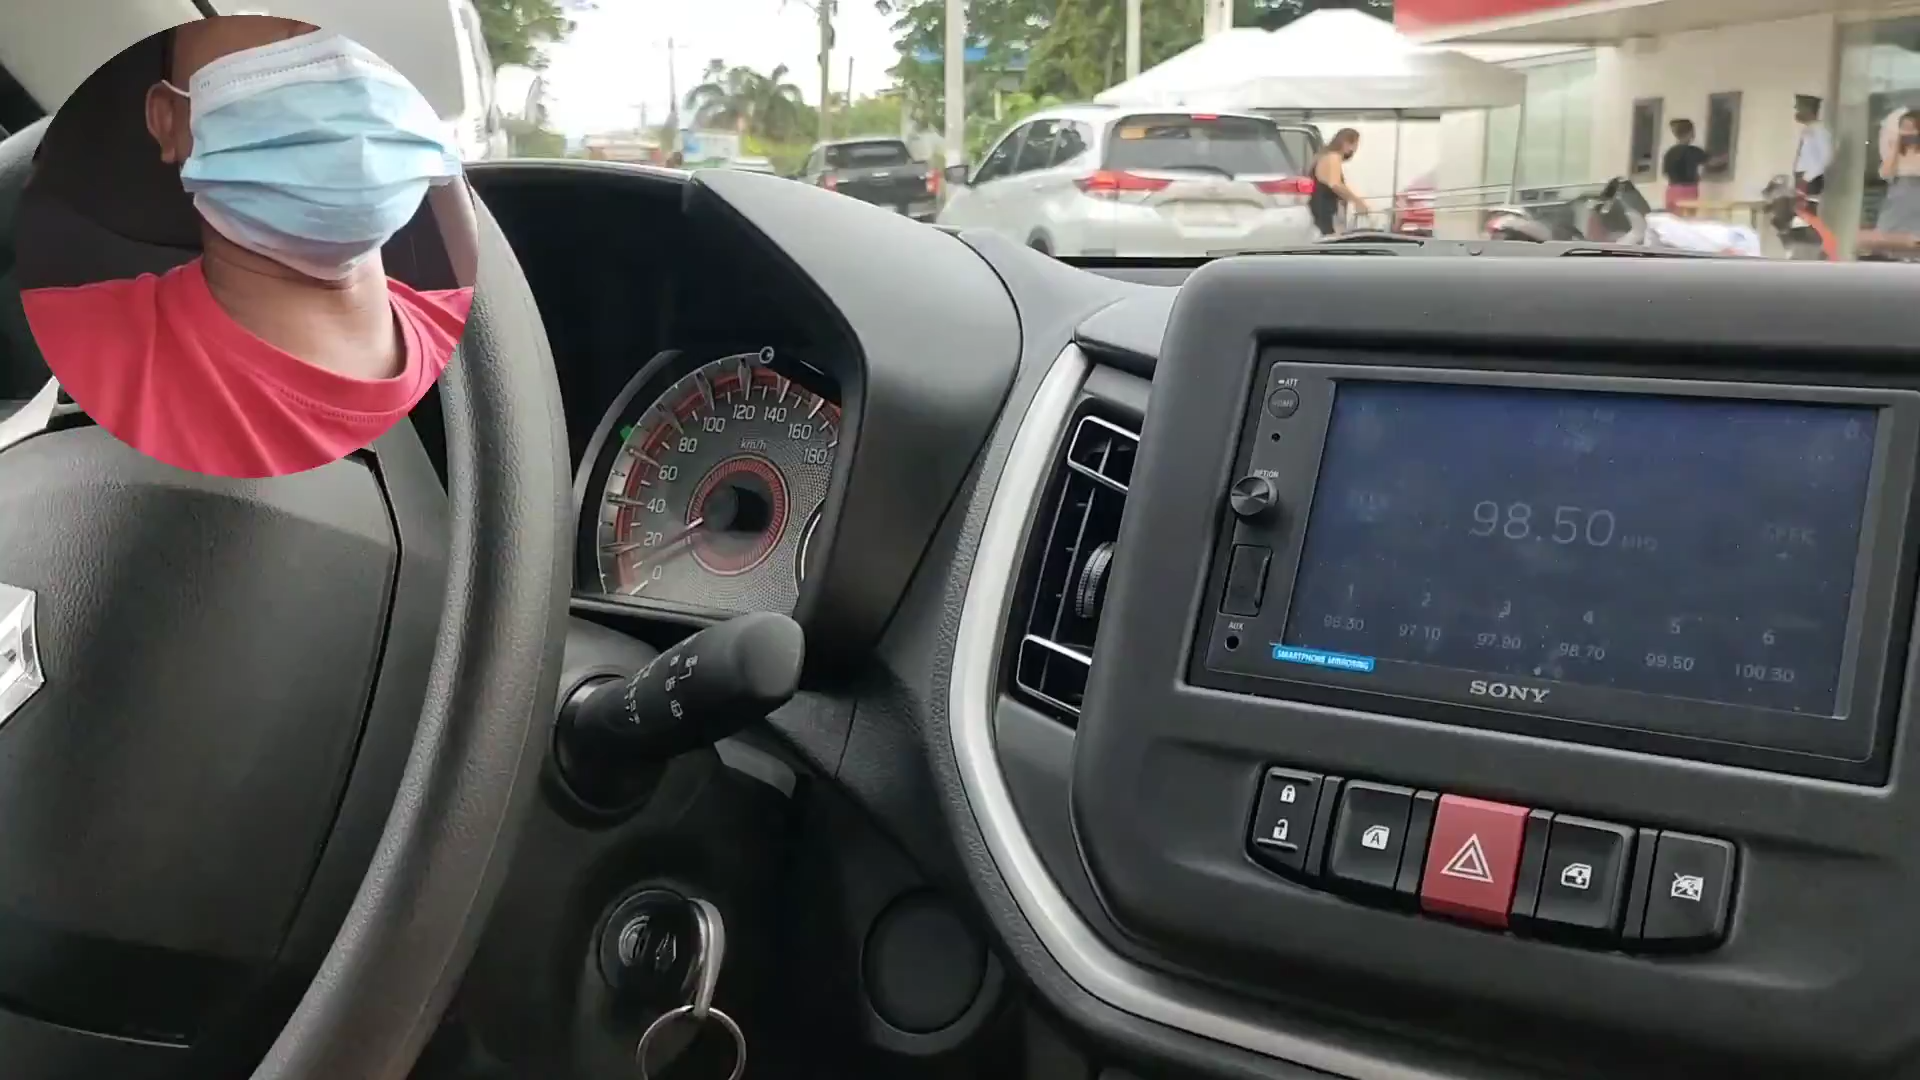 ATT
HOME
OPTION
AUX
98.50 MHz
SEEK
1 2 3 4 5 6
97.10 97.90 98.70 99.50 100.30
SMARTPHONE MIRRORING
SONY
0 20 40 60 80 100 120 140 160 180
km/h
A